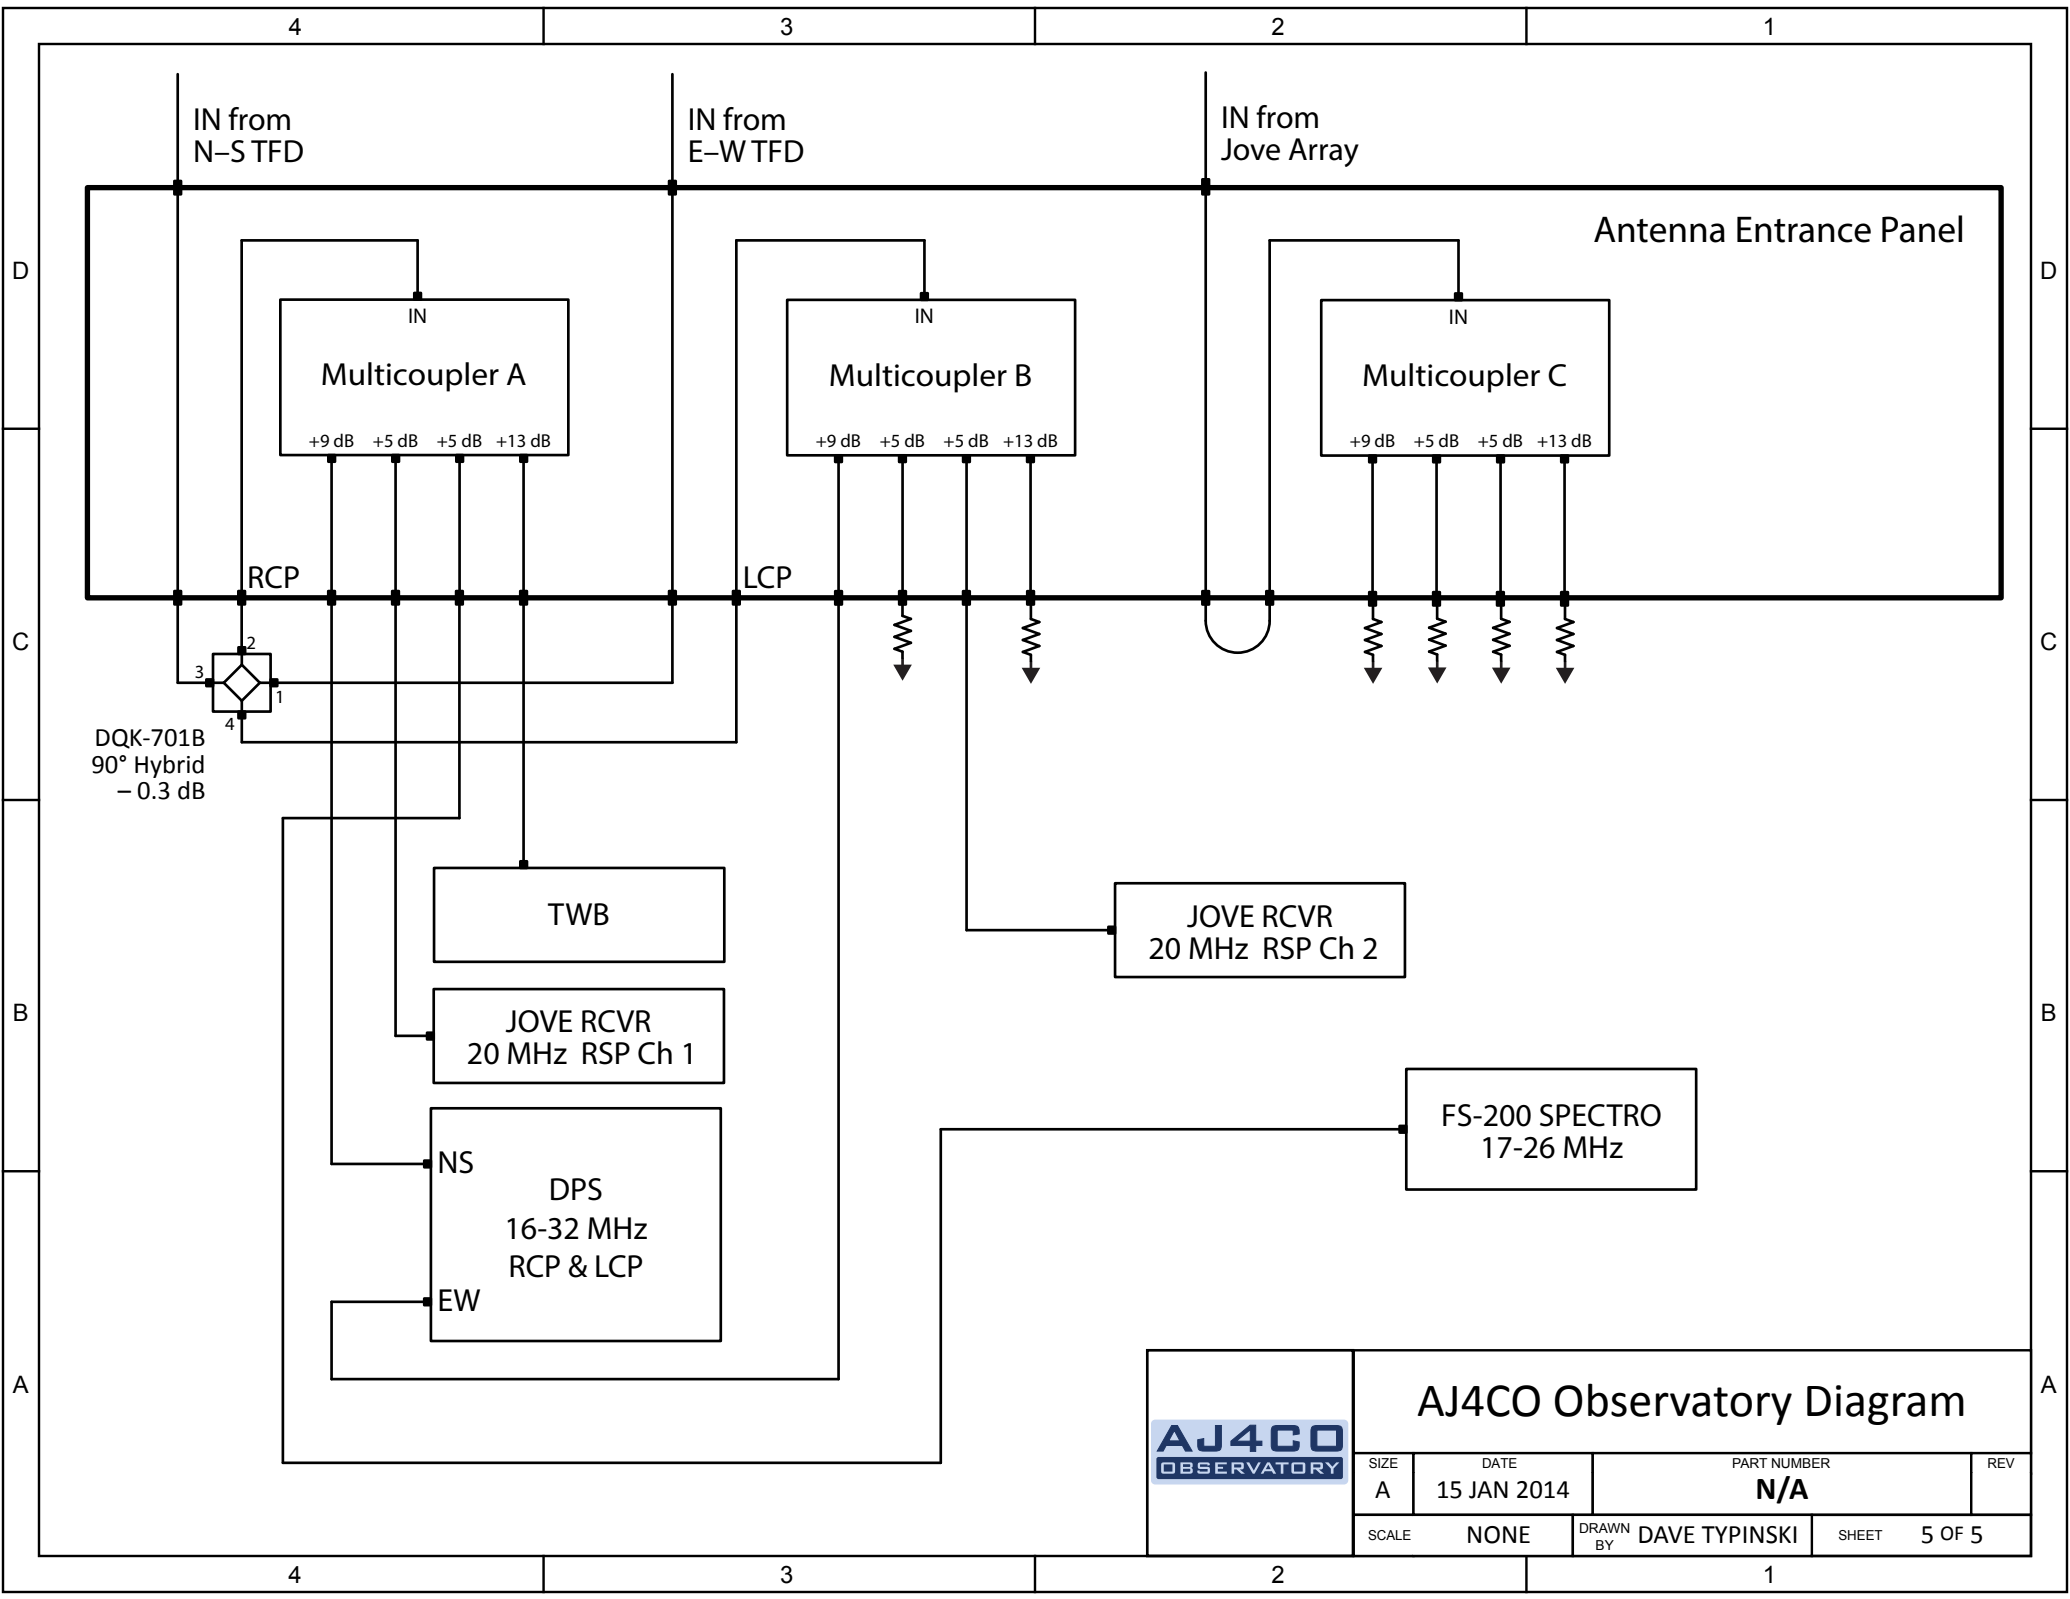 4 3 2 1
IN from
N–S TFD
IN from
E–W TFD
IN from
Jove Array
Antenna Entrance Panel
D D
IN
Multicoupler A
+9 dB +5 dB +5 dB +13 dB
IN
Multicoupler B
+9 dB +5 dB +5 dB +13 dB
IN
Multicoupler C
+9 dB +5 dB +5 dB +13 dB
RCP
LCP
C C
2
3
1
4
DQK-701B
90° Hybrid
– 0.3 dB
TWB
JOVE RCVR
20 MHz RSP Ch 2
B B
JOVE RCVR
20 MHz RSP Ch 1
FS-200 SPECTRO
17-26 MHz
NS
DPS
16-32 MHz
RCP & LCP
EW
A A
AJ4CO
OBSERVATORY
AJ4CO Observatory Diagram
SIZE
A
DATE
15 JAN 2014
PART NUMBER
N/A
REV
SCALE NONE
DRAWN
BY
DAVE TYPINSKI
SHEET 5 OF 5
4 3 2 1